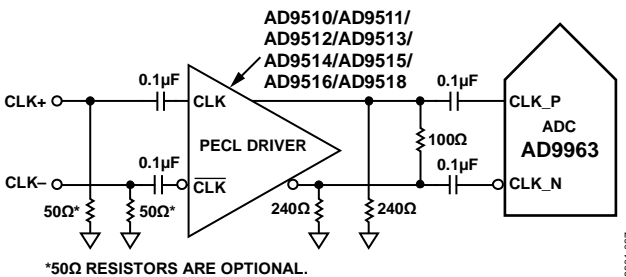 AD9510/AD9511/
AD9512/AD9513/
AD9514/AD9515/
AD9516/AD9518
0.1µF
0.1µF
CLK+
CLK
CLK_P
ADC
AD9963
PECL DRIVER
100Ω
0.1µF
0.1µF
CLK–
CLK
CLK_N
50Ω*
50Ω*
240Ω
240Ω
*50Ω RESISTORS ARE OPTIONAL.